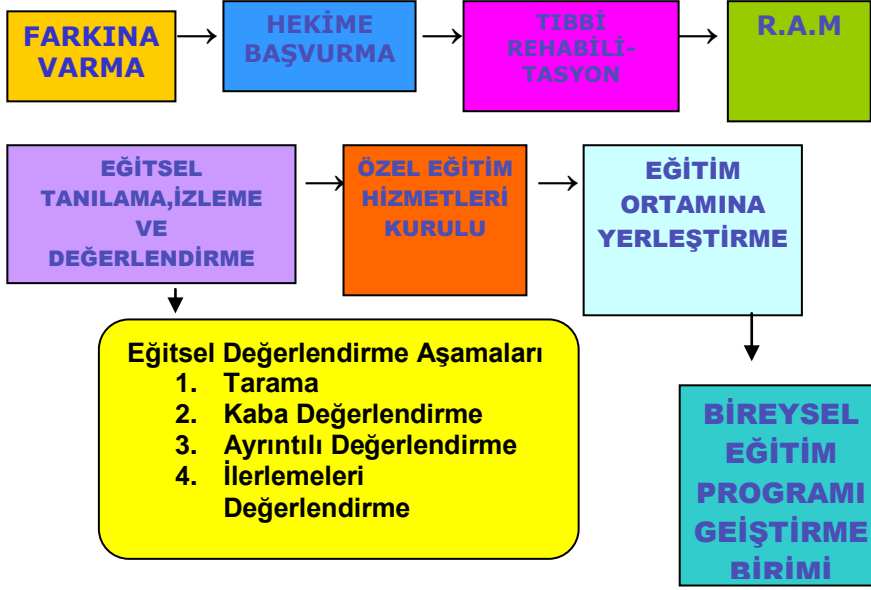 FARKINA
VARMA
HEKİME
BAŞVURMA
TIBBİ
REHABİLİ-
TASYON
R.A.M
EĞİTSEL
TANILAMA,İZLEME
VE
DEĞERLENDİRME
ÖZEL EĞİTİM
HİZMETLERİ
KURULU
EĞİTİM
ORTAMINA
YERLEŞTİRME
Eğitsel Değerlendirme Aşamaları
1. Tarama
2. Kaba Değerlendirme
3. Ayrıntılı Değerlendirme
4. İlerlemeleri
Değerlendirme
BİREYSEL
EĞİTİM
PROGRAMI
GEİŞTİRME
BİRİMİ